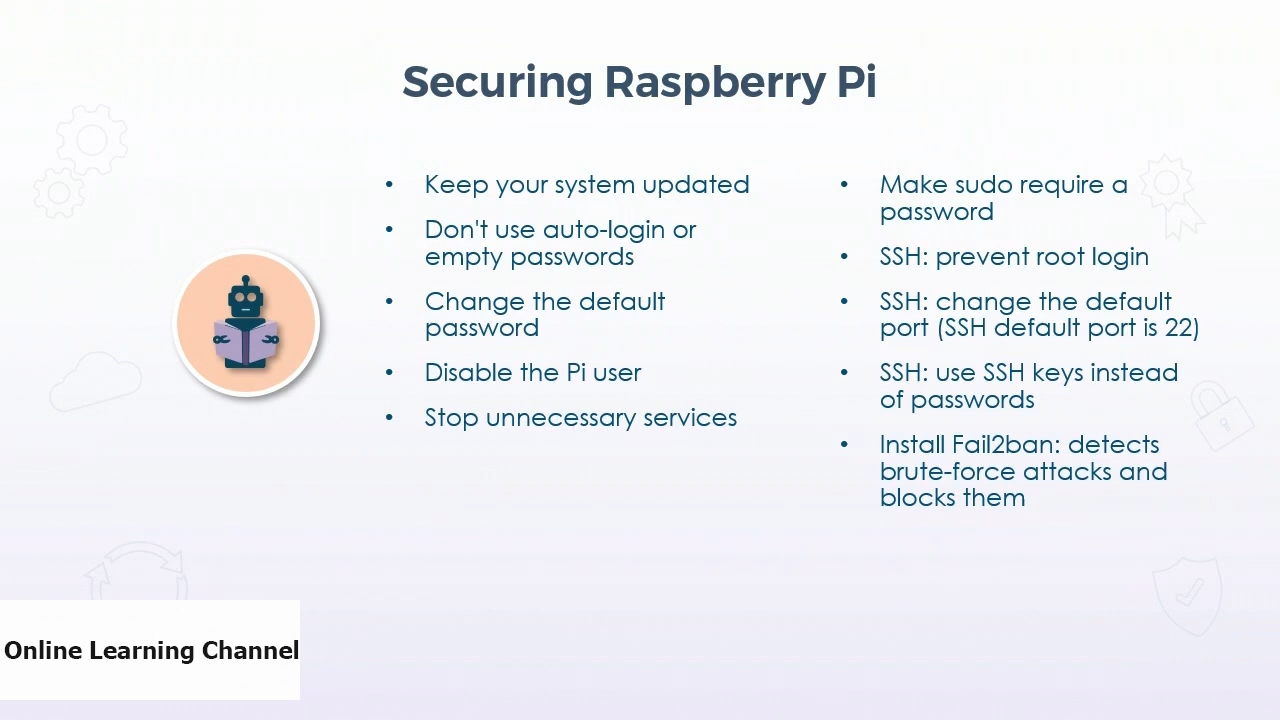 Securing Raspberry Pi
• Keep your system updated
• Don't use auto-login or
empty passwords
• Change the default
password
• Disable the Pi user
• Stop unnecessary services
• Make sudo require a
password
• SSH: prevent root login
• SSH: change the default
port (SSH default port is 22)
• SSH: use SSH keys instead
of passwords
• Install Fail2ban: detects
brute-force attacks and
blocks them
Online Learning Channel